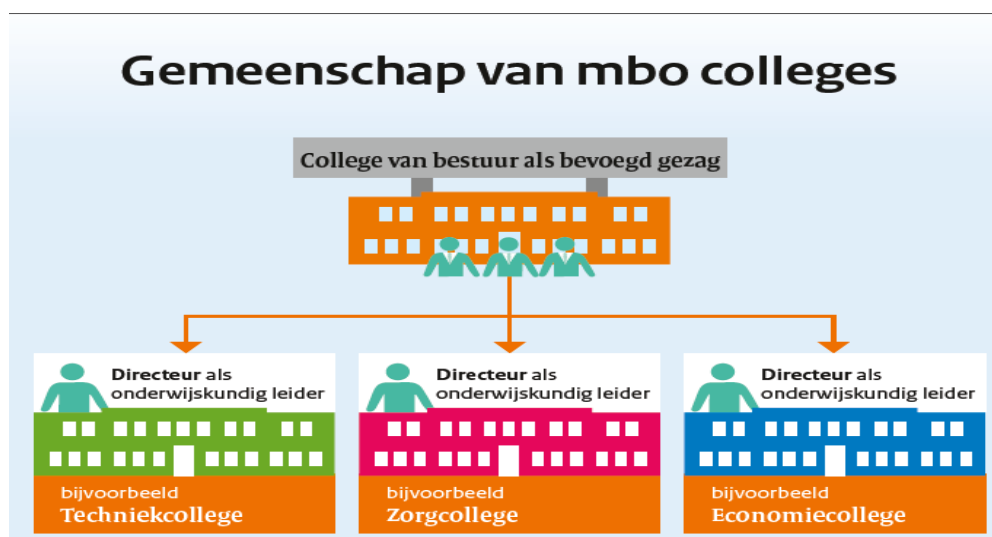 Gemeenschap van mbo colleges
College van bestuur als bevoegd gezag
Directeur als
onderwijskundig leider
bijvoorbeeld
Techniekcollege
Directeur als
onderwijskundig leider
bijvoorbeeld
Zorgcollege
Directeur als
onderwijskundig leider
bijvoorbeeld
Economiecollege